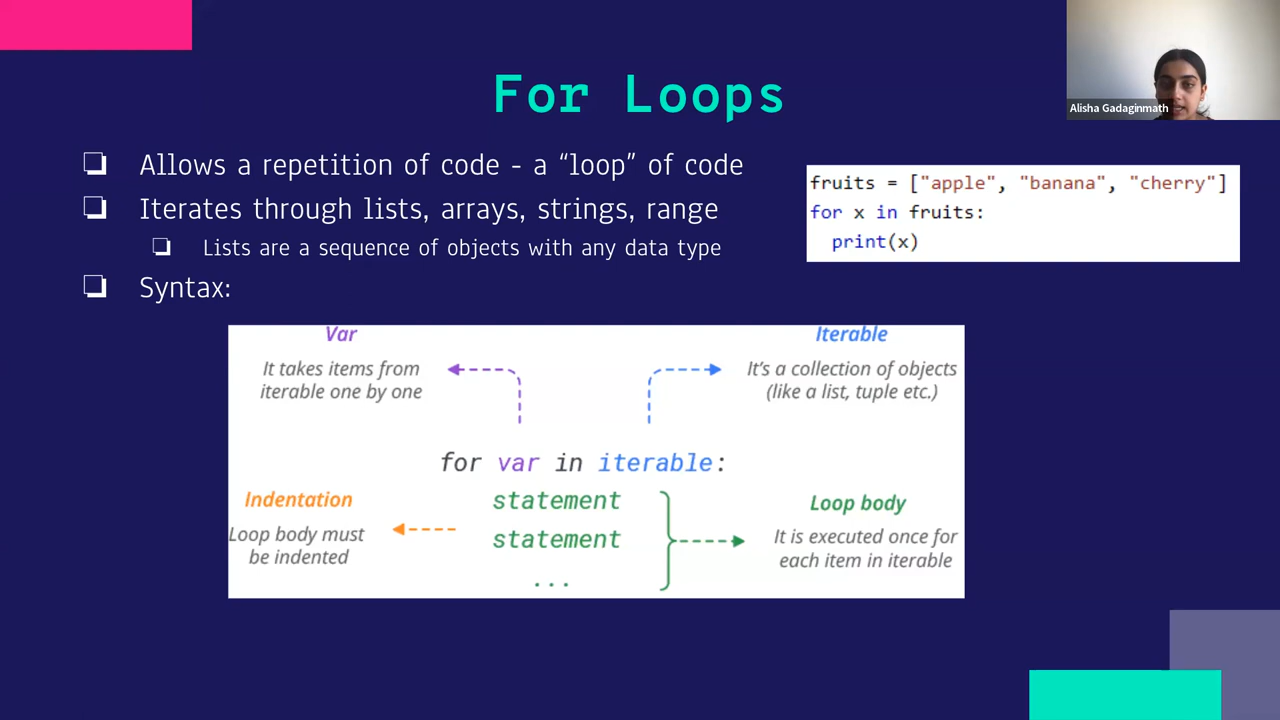 For Loops
Alisha Gadaginmath
❏ Allows a repetition of code - a “loop” of code
❏ Iterates through lists, arrays, strings, range
❏ Lists are a sequence of objects with any data type
❏ Syntax:
fruits = ["apple", "banana", "cherry"]
for x in fruits:
  print(x)
Var
It takes items from
iterable one by one
Iterable
It's a collection of objects
(like a list, tuple etc.)
for var in iterable:
statement
statement
...
Indentation
Loop body must
be indented
Loop body
It is executed once for
each item in iterable